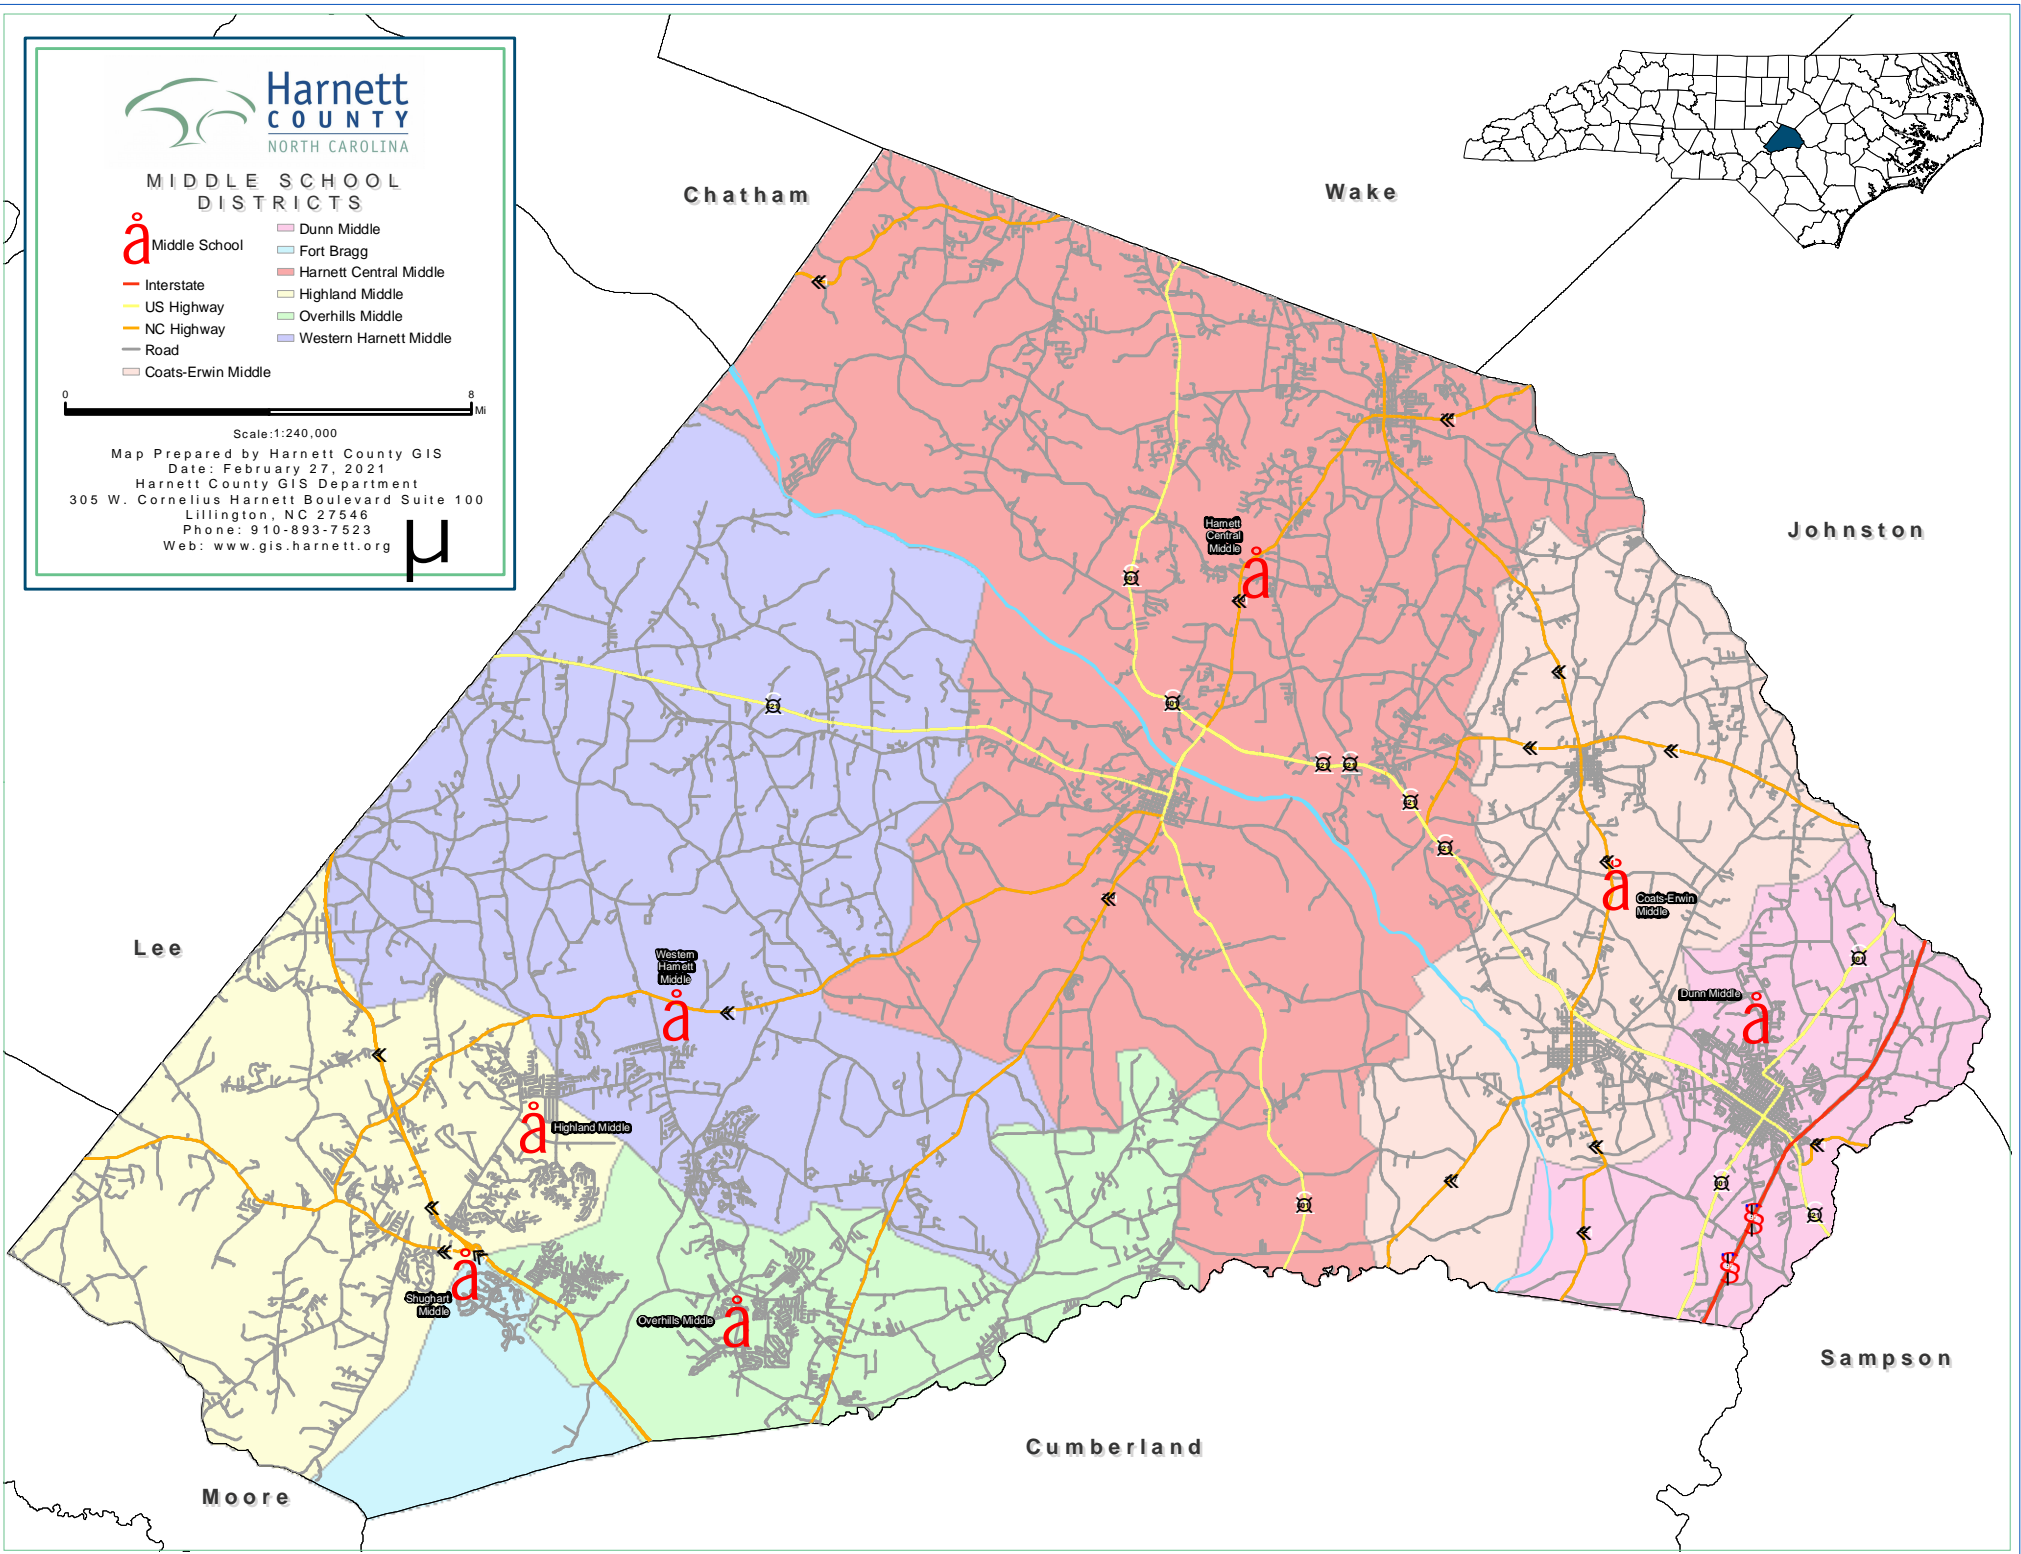 Harnett
COUNTY
NORTH CAROLINA
MIDDLE SCHOOL
DISTRICTS
å Middle School
Interstate
US Highway
NC Highway
Road
Coats-Erwin Middle
Dunn Middle
Fort Bragg
Harnett Central Middle
Highland Middle
Overhills Middle
Western Harnett Middle
0 8
Mi
Scale:1:240,000
Map Prepared by Harnett County GIS
Date: February 27, 2021
Harnett County GIS Department
305 W. Cornelius Harnett Boulevard Suite 100
Lillington, NC 27546
Phone: 910-893-7523
Web: www.gis.harnett.org
µ
Chatham
Wake
Johnston
Harnett
Central
Middle
å
Lee
Coats-Erwin
Middle
å
Western
Harnett
Middle
å
Dunn Middle
å
Highland Middle
å
Shughart
Middle
å
Overhills Middle
å
§
§
Sampson
Cumberland
Moore